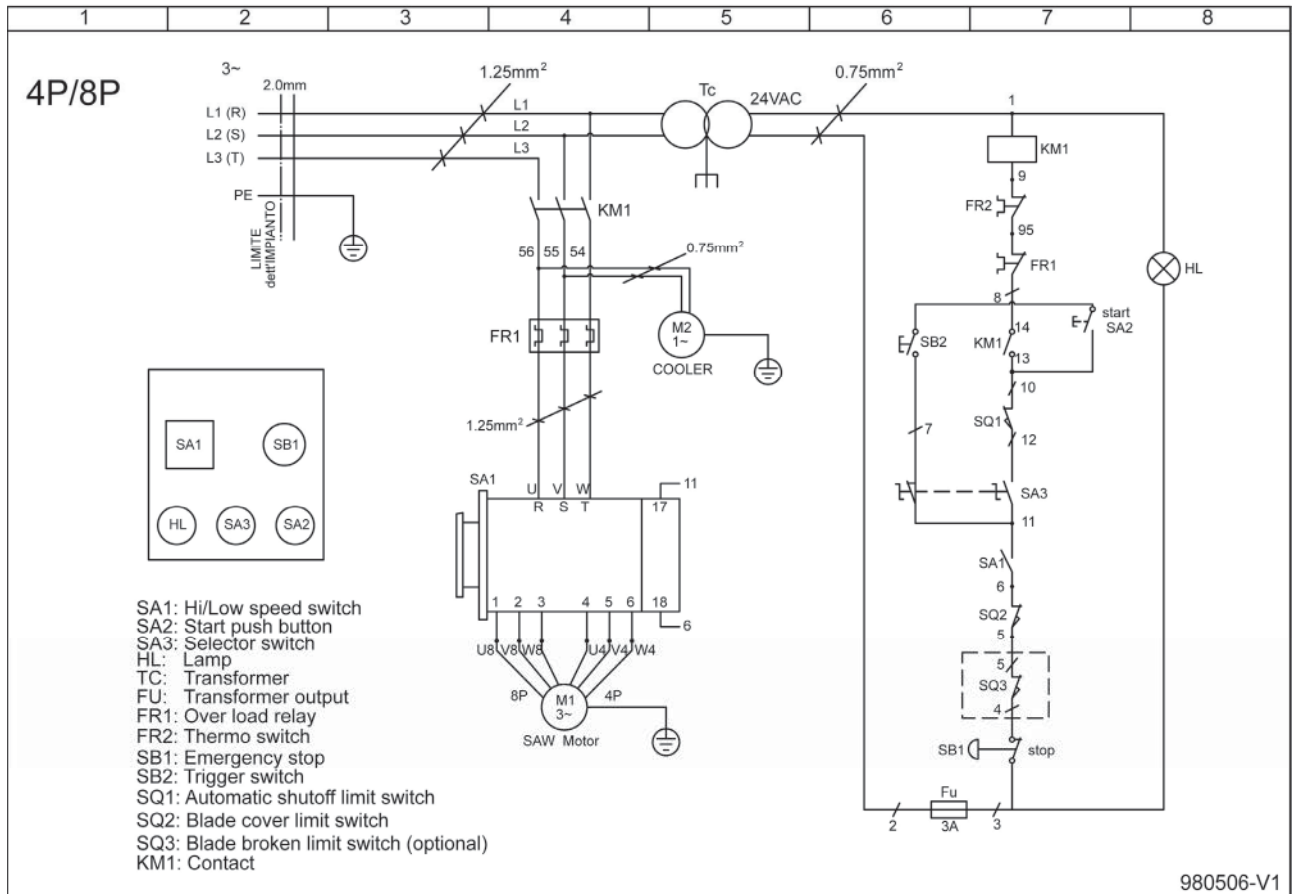 1 2 3 4 5 6 7 8
4P/8P
3~
2.0mm
1.25mm²
Tc
24VAC
0.75mm²
1
L1 (R)
L1
L2 (S)
L2
L3 (T)
L3
PE
LIMITE
dell'IMPIANTO
KM1
56 55 54
0.75mm²
FR1
M2
1~
COOLER
1.25mm²
SA1
U V W
R S T
17
11
1 2 3 4 5 6 18
6
U8 V8 W8 U4 V4 W4
8P
M1
3~
4P
SAW Motor
KM1
9
FR2
95
FR1
8
HL
start
SA2
SB2
14
KM1
13
10
7
SQ1
12
SA3
11
SA1
6
SQ2
5
5
SQ3
4
SB1
stop
Fu
2
3A
3
SA1
SB1
HL
SA3
SA2
SA1: Hi/Low speed switch
SA2: Start push button
SA3: Selector switch
HL: Lamp
TC: Transformer
FU: Transformer output
FR1: Over load relay
FR2: Thermo switch
SB1: Emergency stop
SB2: Trigger switch
SQ1: Automatic shutoff limit switch
SQ2: Blade cover limit switch
SQ3: Blade broken limit switch (optional)
KM1: Contact
980506-V1